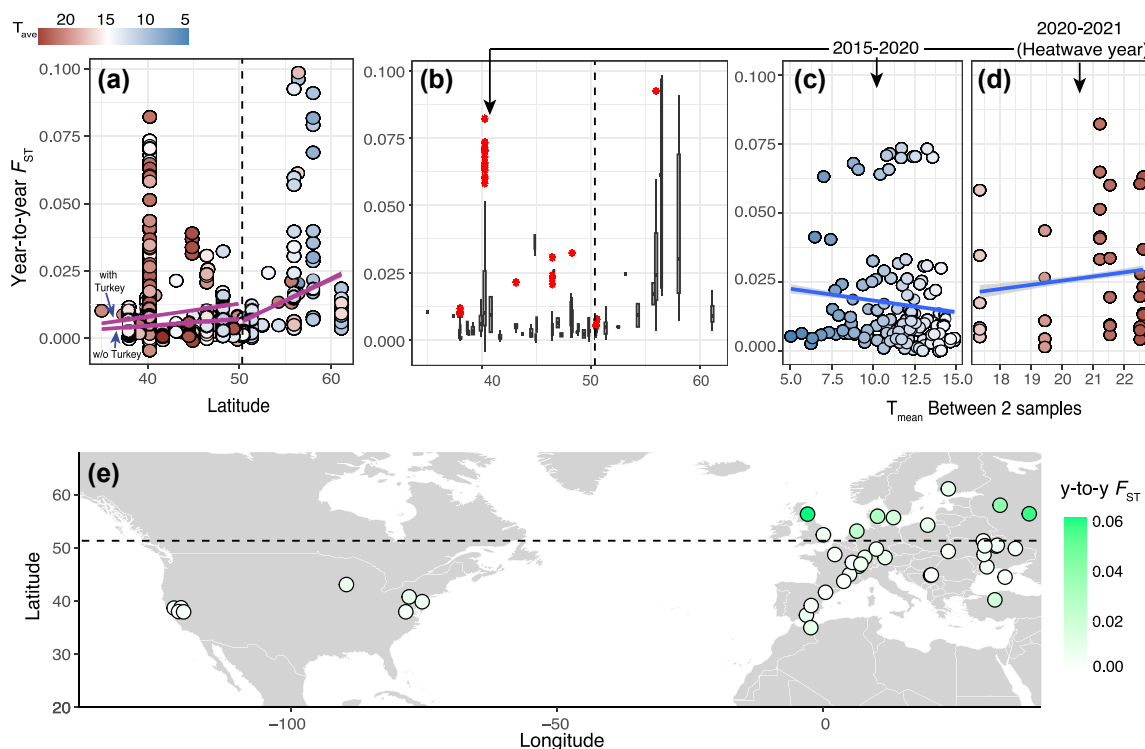 T_ave 20 15 10 5
2020-2021
2015-2020 (Heatwave year)
(a) (b) (c) (d)
Year-to-year F_ST
0.100
0.075
0.050
0.025
0.000
with
Turkey
w/o Turkey
40 50 60
Latitude
0.100
0.075
0.050
0.025
0.000
40 50 60
0.100
0.075
0.050
0.025
0.000
5.0 7.5 10.0 12.5 15.0
18 19 20 21 22
T_mean Between 2 samples
(e)
Latitude
60
50
40
30
20
−100 −50 0
Longitude
y-to-y F_ST
0.06
0.04
0.02
0.00